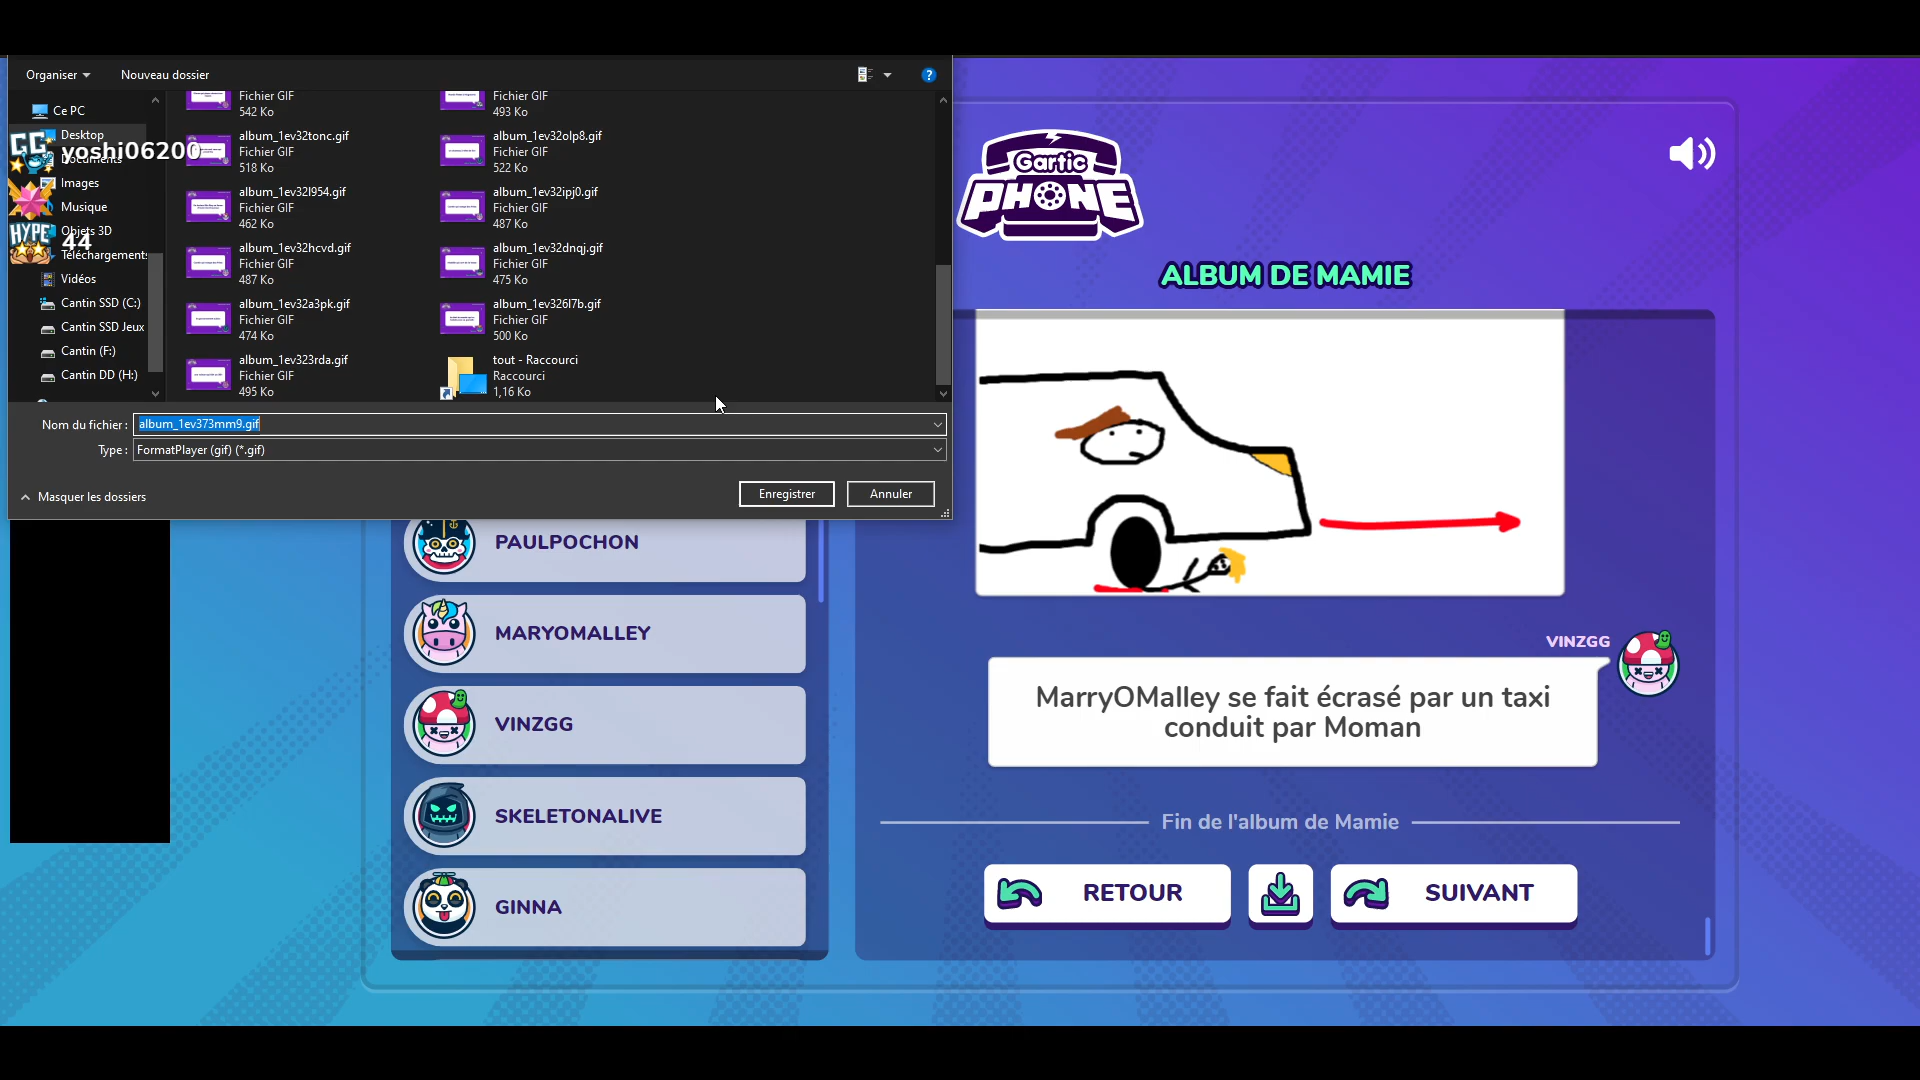 Organiser
Nouveau dossier
Ce PC
Desktop
Documents
Images
Musique
Objets 3D
Téléchargements
Vidéos
Cantin SSD (C:)
Cantin SSD Jeux
Cantin (F:)
Cantin DD (H:)
GG
yoshi06200
HYPE
44
Fichier GIF
542 Ko
Fichier GIF
493 Ko
album_1ev32tonc.gif
Fichier GIF
518 Ko
album_1ev32olp8.gif
Fichier GIF
522 Ko
album_1ev32l954.gif
Fichier GIF
462 Ko
album_1ev32ipj0.gif
Fichier GIF
487 Ko
album_1ev32hcvd.gif
Fichier GIF
487 Ko
album_1ev32dnqj.gif
Fichier GIF
475 Ko
album_1ev32a3pk.gif
Fichier GIF
474 Ko
album_1ev326l7b.gif
Fichier GIF
500 Ko
album_1ev323rda.gif
Fichier GIF
495 Ko
tout - Raccourci
Raccourci
1,16 Ko
Nom du fichier :
album_1ev373mm9.gif
Type :
FormatPlayer (gif) (*.gif)
Masquer les dossiers
Enregistrer
Annuler
PAULPOCHON
MARYOMALLEY
VINZGG
SKELETONALIVE
GINNA
Gartic
PHONE
ALBUM DE MAMIE
VINZGG
MarryOMalley se fait écrasé par un taxi
conduit par Moman
Fin de l'album de Mamie
RETOUR
SUIVANT